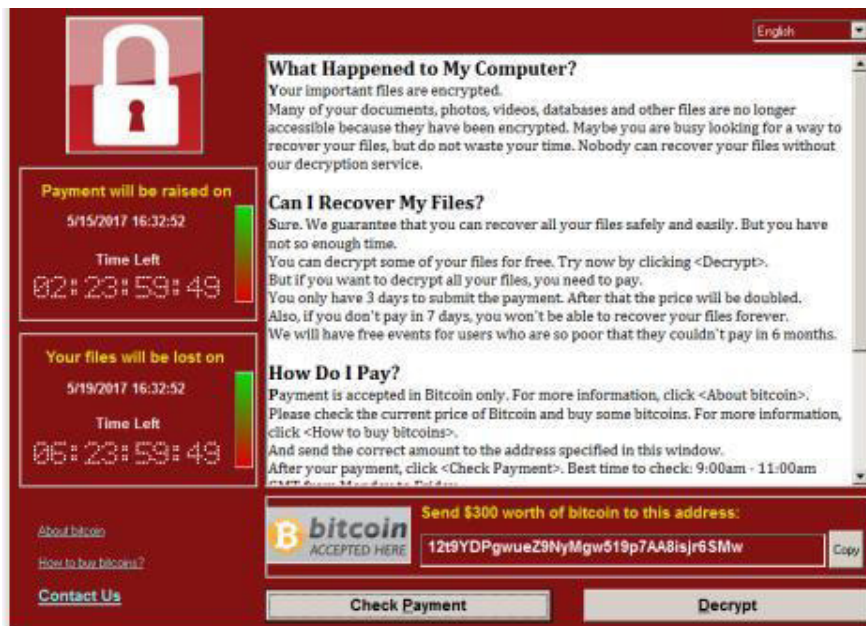 English
What Happened to My Computer?
Your important files are encrypted.
Many of your documents, photos, videos, databases and other files are no longer
accessible because they have been encrypted. Maybe you are busy looking for a way to
recover your files, but do not waste your time. Nobody can recover your files without
our decryption service.
Can I Recover My Files?
Sure. We guarantee that you can recover all your files safely and easily. But you have
not so enough time.
You can decrypt some of your files for free. Try now by clicking <Decrypt>.
But if you want to decrypt all your files, you need to pay.
You only have 3 days to submit the payment. After that the price will be doubled.
Also, if you don't pay in 7 days, you won't be able to recover your files forever.
We will have free events for users who are so poor that they couldn't pay in 6 months.
How Do I Pay?
Payment is accepted in Bitcoin only. For more information, click <About bitcoin>.
Please check the current price of Bitcoin and buy some bitcoins. For more information,
click <How to buy bitcoins>.
And send the correct amount to the address specified in this window.
After your payment, click <Check Payment>. Best time to check: 9:00am - 11:00am
GMT from Monday to Friday
Payment will be raised on
5/15/2017 16:32:52
Time Left
02:23:59:49
Your files will be lost on
5/19/2017 16:32:52
Time Left
06:23:59:49
About bitcoin
How to buy bitcoins?
Contact Us
bitcoin
ACCEPTED HERE
Send $300 worth of bitcoin to this address:
12t9YDPgwueZ9NyMgw519p7AA8isjr6SMw
Copy
Check Payment
Decrypt